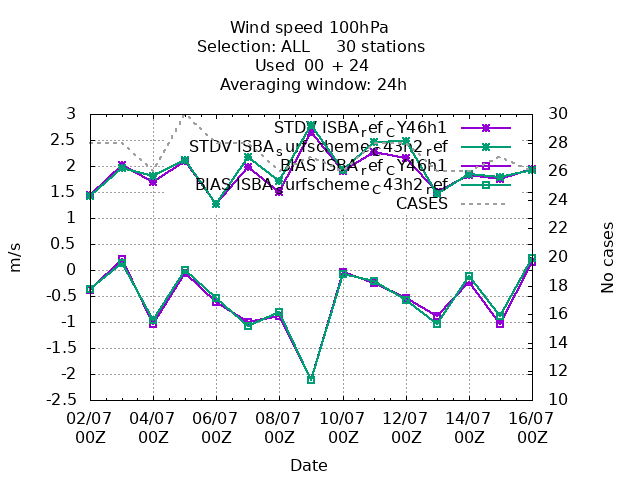 Wind speed 100hPa
Selection: ALL 30 stations
Used 00 + 24
Averaging window: 24h
3 30
STDV ISBA_ref_CY46h1
2.5 28
STDV ISBA_surfscheme_c43h2_ref
2 26
BIAS ISBA_ref_CY46h1
BIAS ISBA_surfscheme_c43h2_ref
1.5 24
CASES
1 22
0.5 20
0 18
-0.5 16
-1 14
-1.5 12
-2 10
-2.5
m/s
No cases
02/07 04/07 06/07 08/07 10/07 12/07 14/07 16/07
00Z 00Z 00Z 00Z 00Z 00Z 00Z 00Z
Date